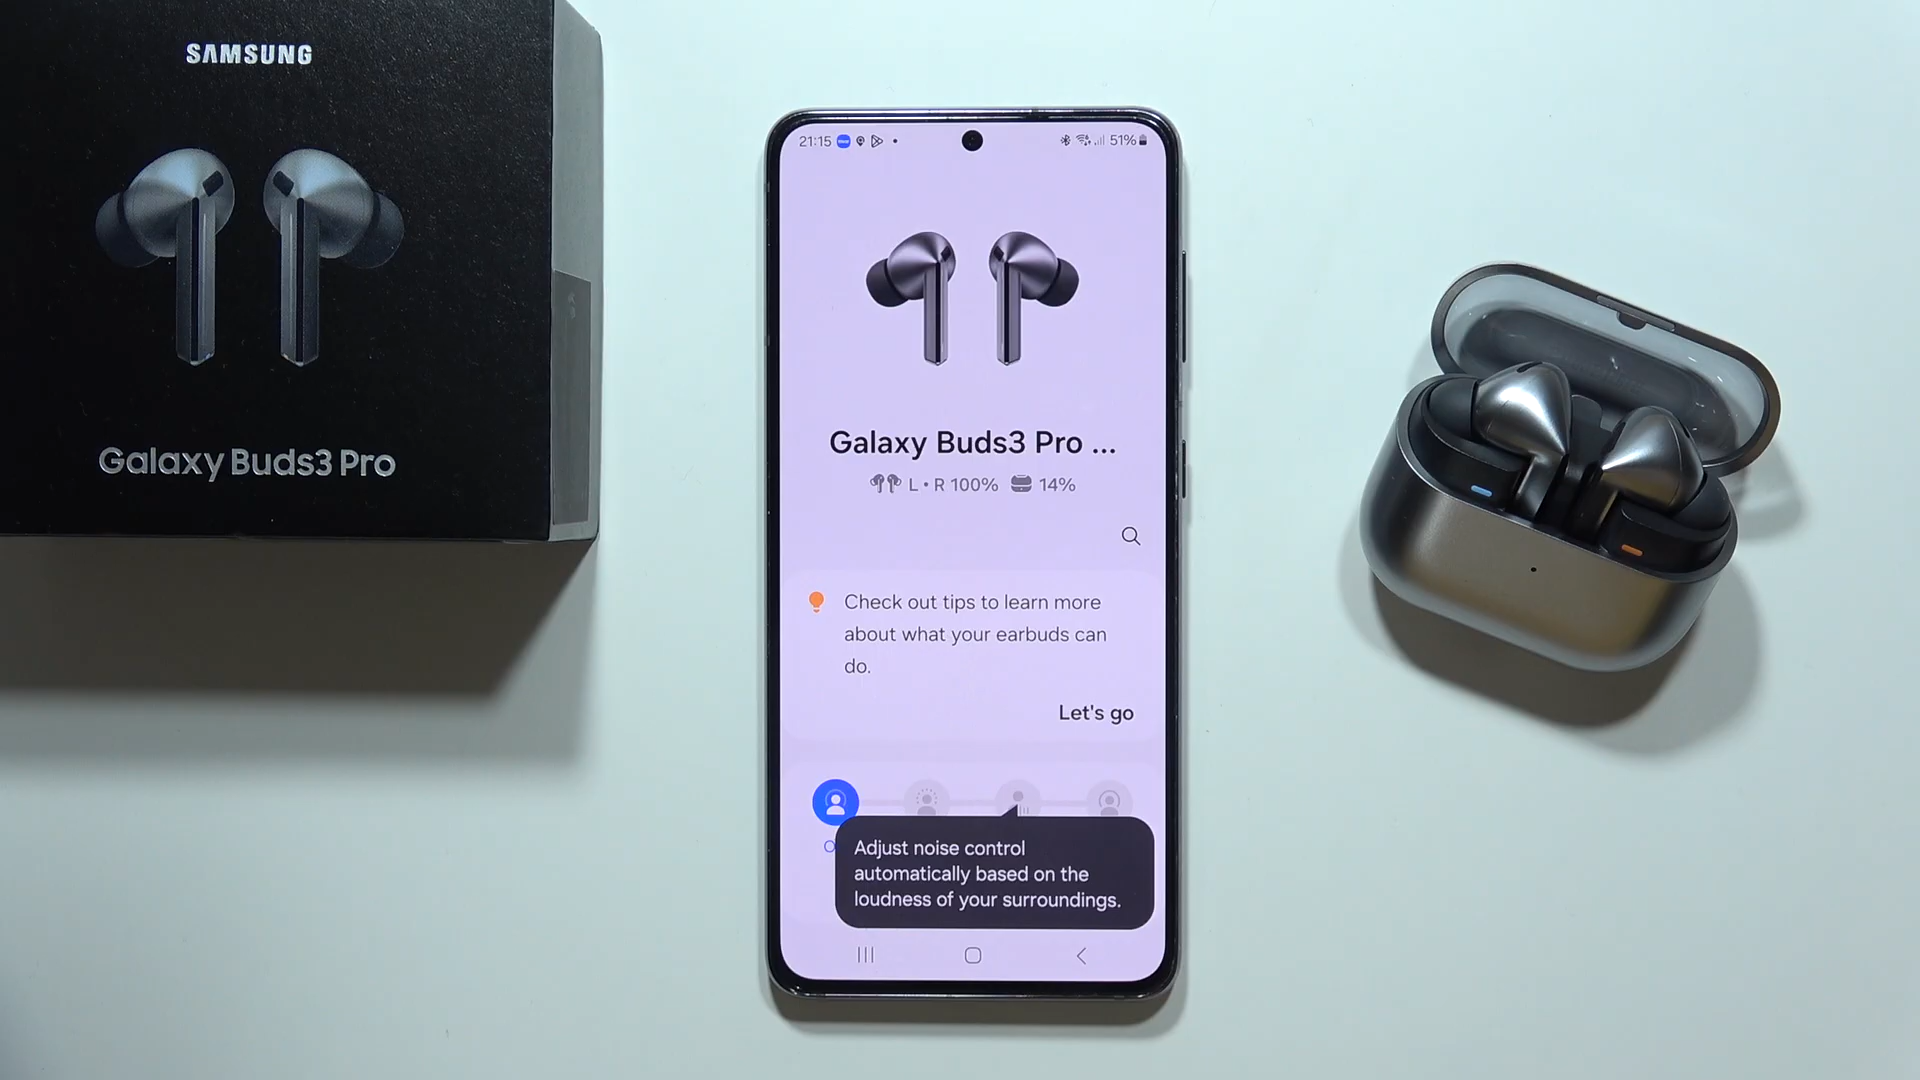 SAMSUNG
Galaxy Buds3 Pro
21:15
51%
Galaxy Buds3 Pro ...
L • R 100% 14%
Check out tips to learn more
about what your earbuds can
do.
Let's go
O
Adjust noise control
automatically based on the
loudness of your surroundings.